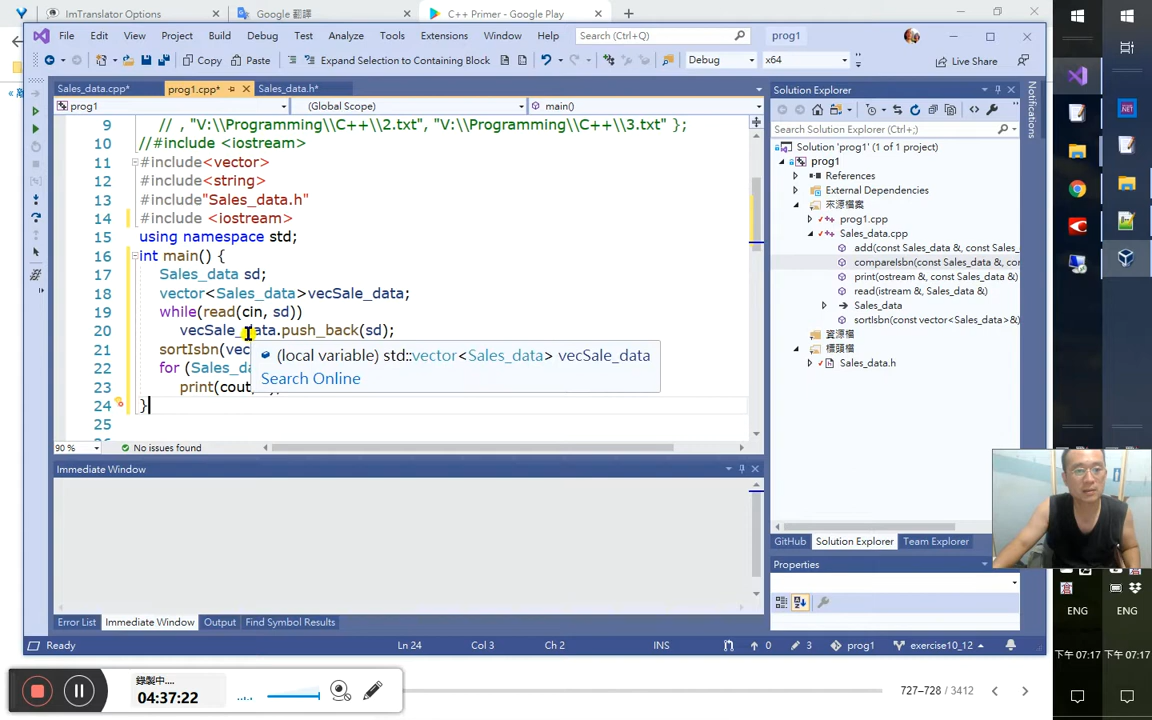 ImTranslator Options
Google 翻譯
C++ Primer - Google Play
File Edit View Project Build Debug Test Analyze Tools Extensions Window Help Search (Ctrl+;) prog1
Copy Paste Expand Selection to Containing Block Debug x64 Live Share
Sales_data.cpp* prog1.cpp* Sales_data.h*
prog1 (Global Scope) main()
9 // , "V:\\Programming\\C++\\2.txt", "V:\\Programming\\C++\\3.txt" };
10 //#include <iostream>
11 #include<vector>
12 #include<string>
13 #include"Sales_data.h"
14 #include <iostream>
15 using namespace std;
16 int main() {
17 Sales_data sd;
18 vector<Sales_data>vecSale_data;
19 while(read(cin, sd))
20 vecSale_data.push_back(sd);
21 sortIsbn(vec
(local variable) std::vector<Sales_data> vecSale_data
22 for (Sales_da
Search Online
23 print(cout,
24 }
25
90 % No issues found
Immediate Window
Error List Immediate Window Output Find Symbol Results
Solution Explorer
Search Solution Explorer (Ctrl+;)
Solution 'prog1' (1 of 1 project)
prog1
References
External Dependencies
來源檔案
prog1.cpp
Sales_data.cpp
add(const Sales_data &, const Sales_
compareIsbn(const Sales_data &, co
print(ostream &, const Sales_data &)
read(istream &, Sales_data &)
Sales_data
sortIsbn(const vector<Sales_data>&)
資源檔
標頭檔
Sales_data.h
GitHub Solution Explorer Team Explorer
Properties
Notifications
Ready Ln 24 Col 3 Ch 2 INS 0 3 prog1 exercise10_12
錄製中...
04:37:22
727–728 / 3412
ENG ENG
下午 07:17 下午 07:17